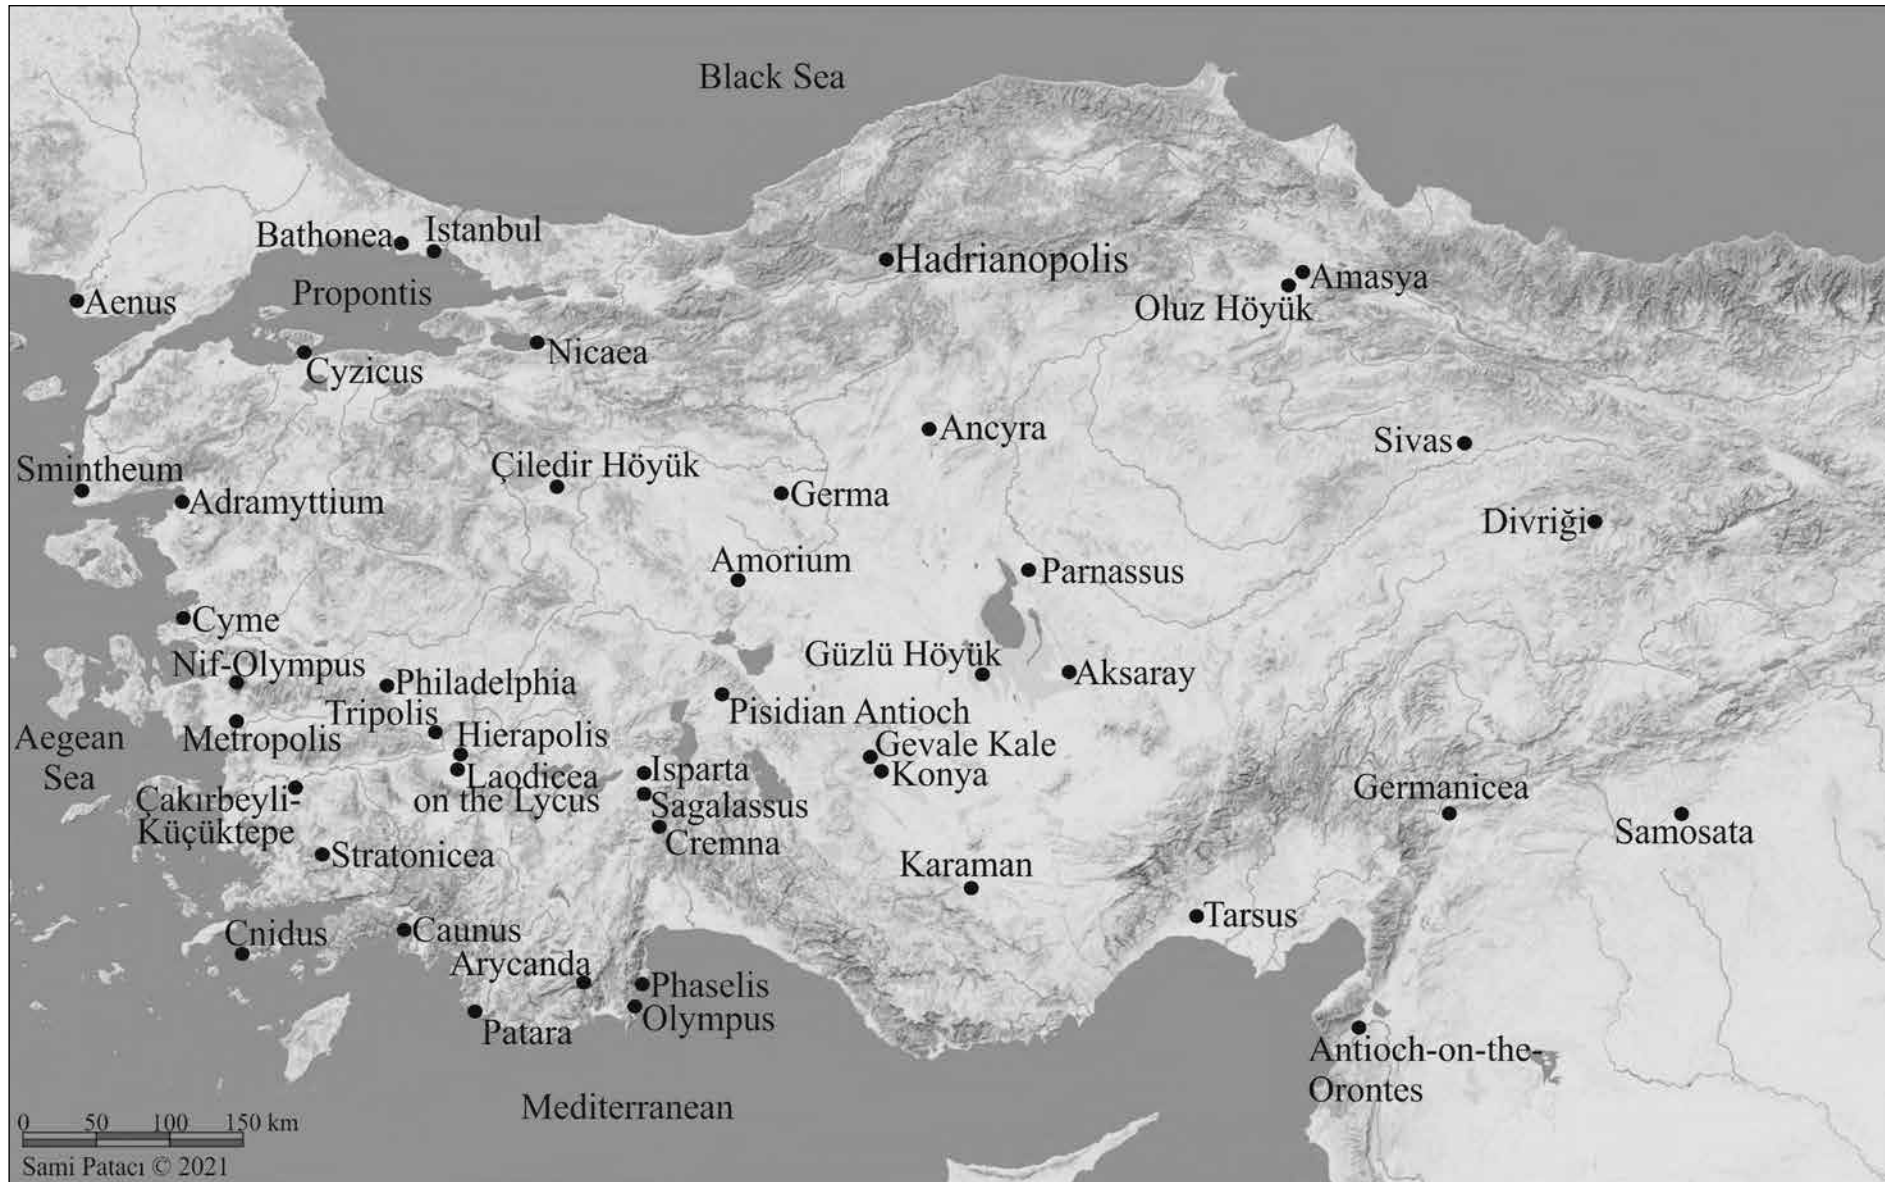 Black Sea
Istanbul
Bathonea
Hadrianopolis
Amasya
Propontis
Aenus
Oluz Höyük
Nicaea
Cyzicus
Ancyra
Sivas
Smintheum
Çiledir Höyük
Germa
Adramyttium
Divriği
Amorium
Parnassus
Cyme
Güzlü Höyük
Nif-Olympus
Aksaray
Philadelphia
Tripolis
Pisidian Antioch
Hierapolis
Metropolis
Aegean
Sea
Gevale Kale
Isparta
Konya
Laodicea
on the Lycus
Germanicea
Çakırbeyli-
Küçüktepe
Sagalassus
Samosata
Cremna
Stratonicea
Karaman
Tarsus
Caunus
Cnidus
Arycanda
Phaselis
Olympus
Patara
Antioch-on-the-
Orontes
Mediterranean
0 50 100 150 km
Sami Patacı © 2021